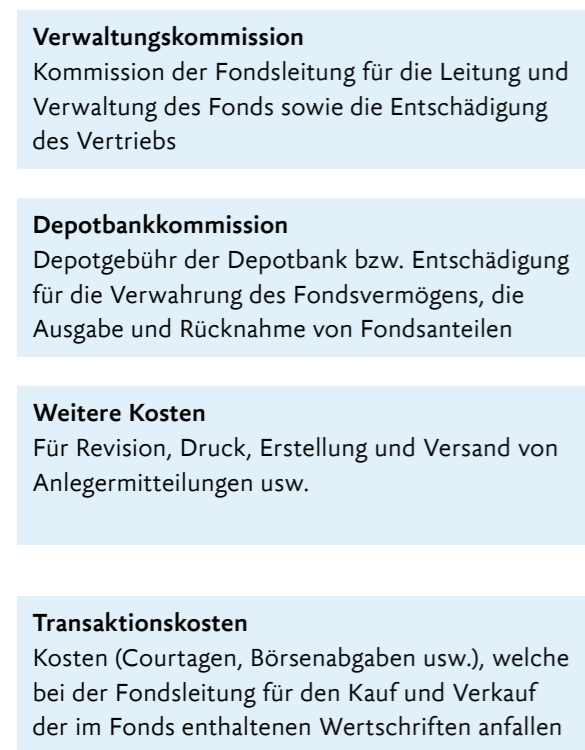 Verwaltungskommission
Kommission der Fondsleitung für die Leitung und
Verwaltung des Fonds sowie die Entschädigung
des Vertriebs
Depotbankkommission
Depotgebühr der Depotbank bzw. Entschädigung
für die Verwahrung des Fondsvermögens, die
Ausgabe und Rücknahme von Fondsanteilen
Weitere Kosten
Für Revision, Druck, Erstellung und Versand von
Anlegermitteilungen usw.
Transaktionskosten
Kosten (Courtagen, Börsenabgaben usw.), welche
bei der Fondsleitung für den Kauf und Verkauf
der im Fonds enthaltenen Wertschriften anfallen